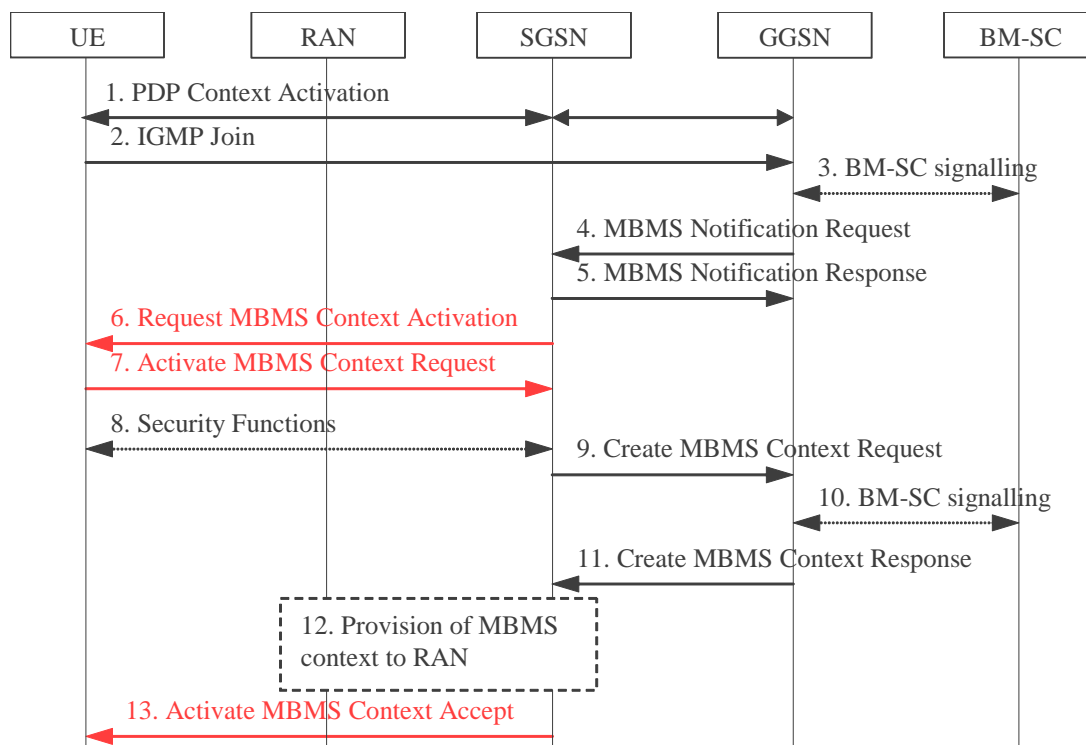 UE RAN SGSN GGSN BM-SC
1. PDP Context Activation
2. IGMP Join
3. BM-SC signalling
4. MBMS Notification Request
5. MBMS Notification Response
6. Request MBMS Context Activation
7. Activate MBMS Context Request
8. Security Functions
9. Create MBMS Context Request
10. BM-SC signalling
11. Create MBMS Context Response
12. Provision of MBMS
context to RAN
13. Activate MBMS Context Accept